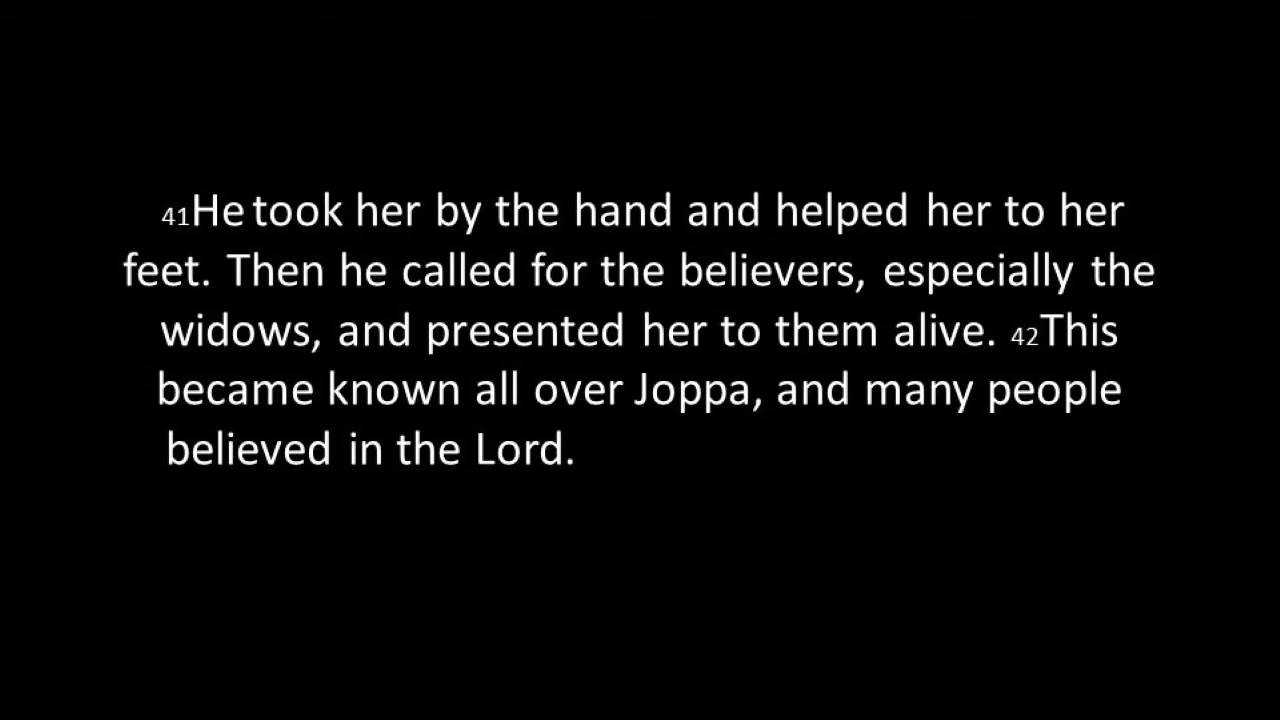 41He took her by the hand and helped her to her
feet. Then he called for the believers, especially the
widows, and presented her to them alive. 42This
became known all over Joppa, and many people
believed in the Lord.